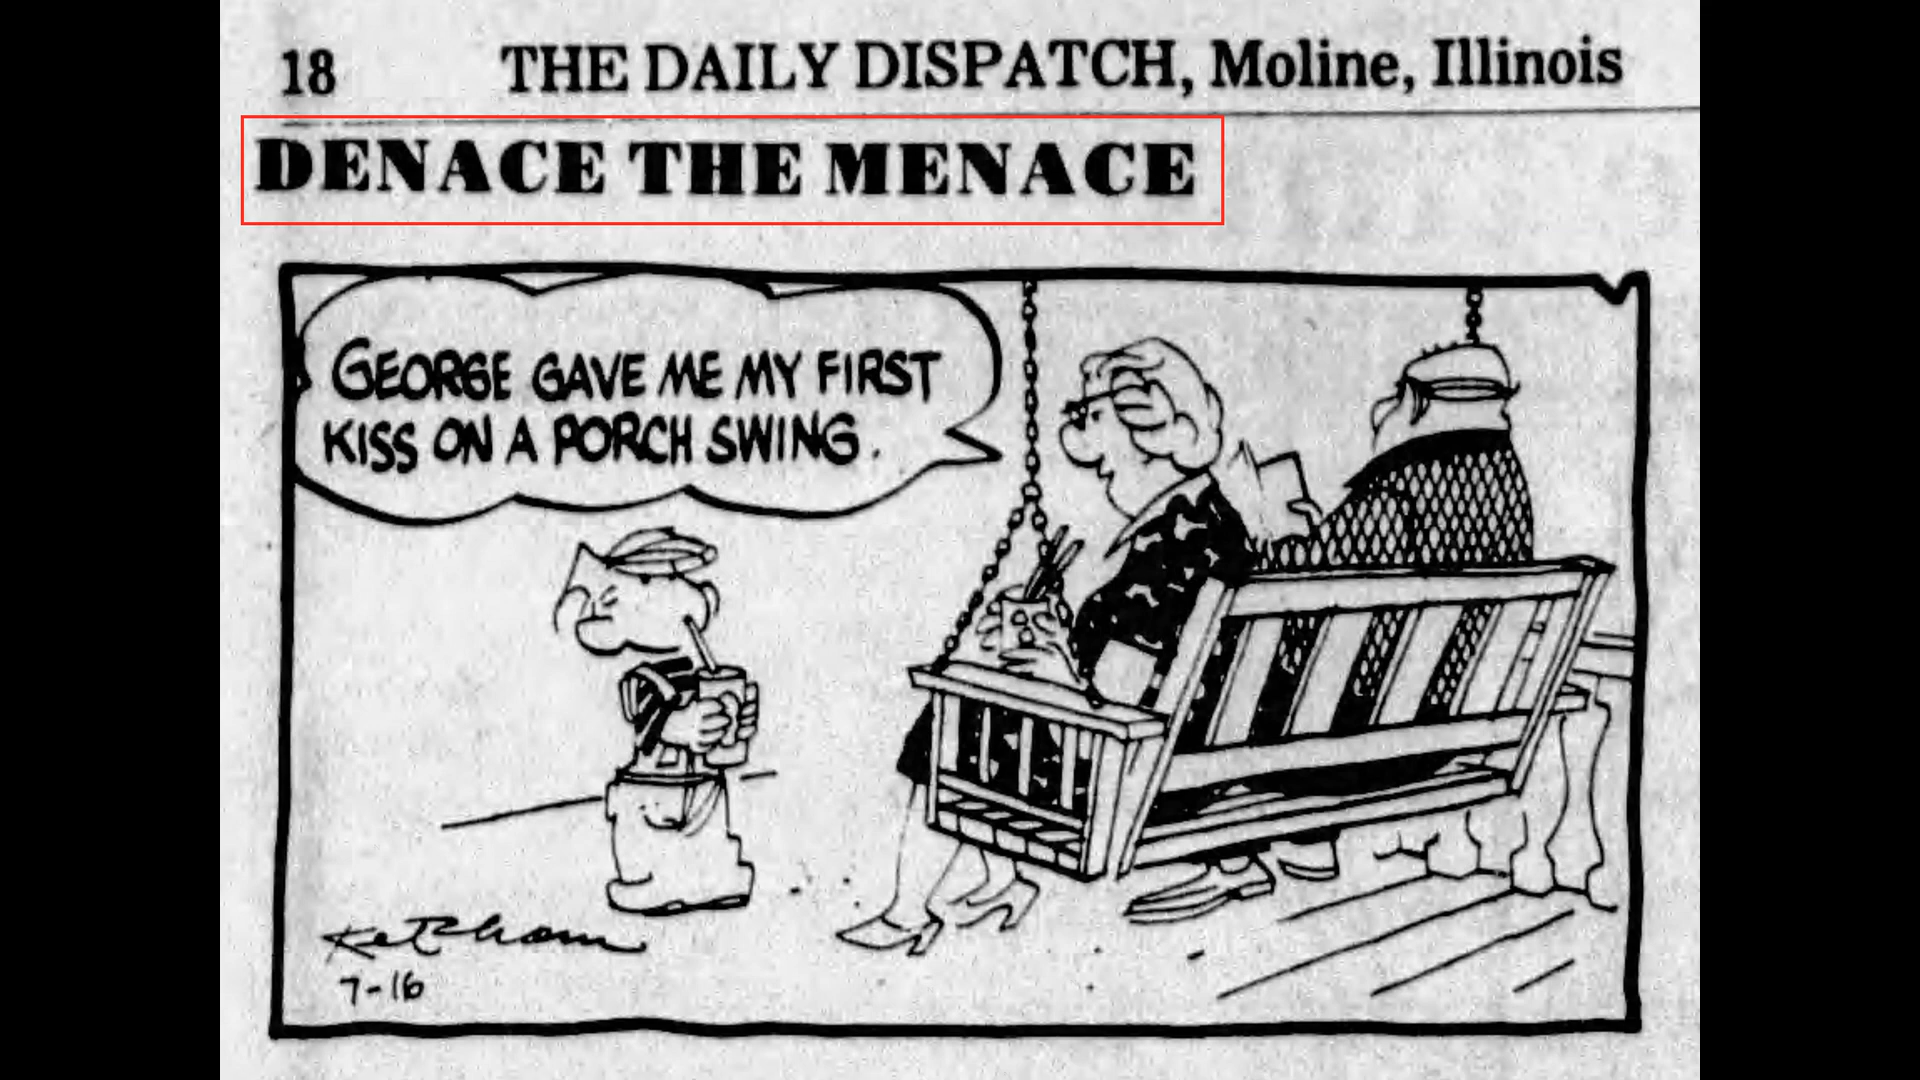 18 THE DAILY DISPATCH, Moline, Illinois
DENACE THE MENACE
GEORGE GAVE ME MY FIRST
KISS ON A PORCH SWING.
Ketcham
7-16